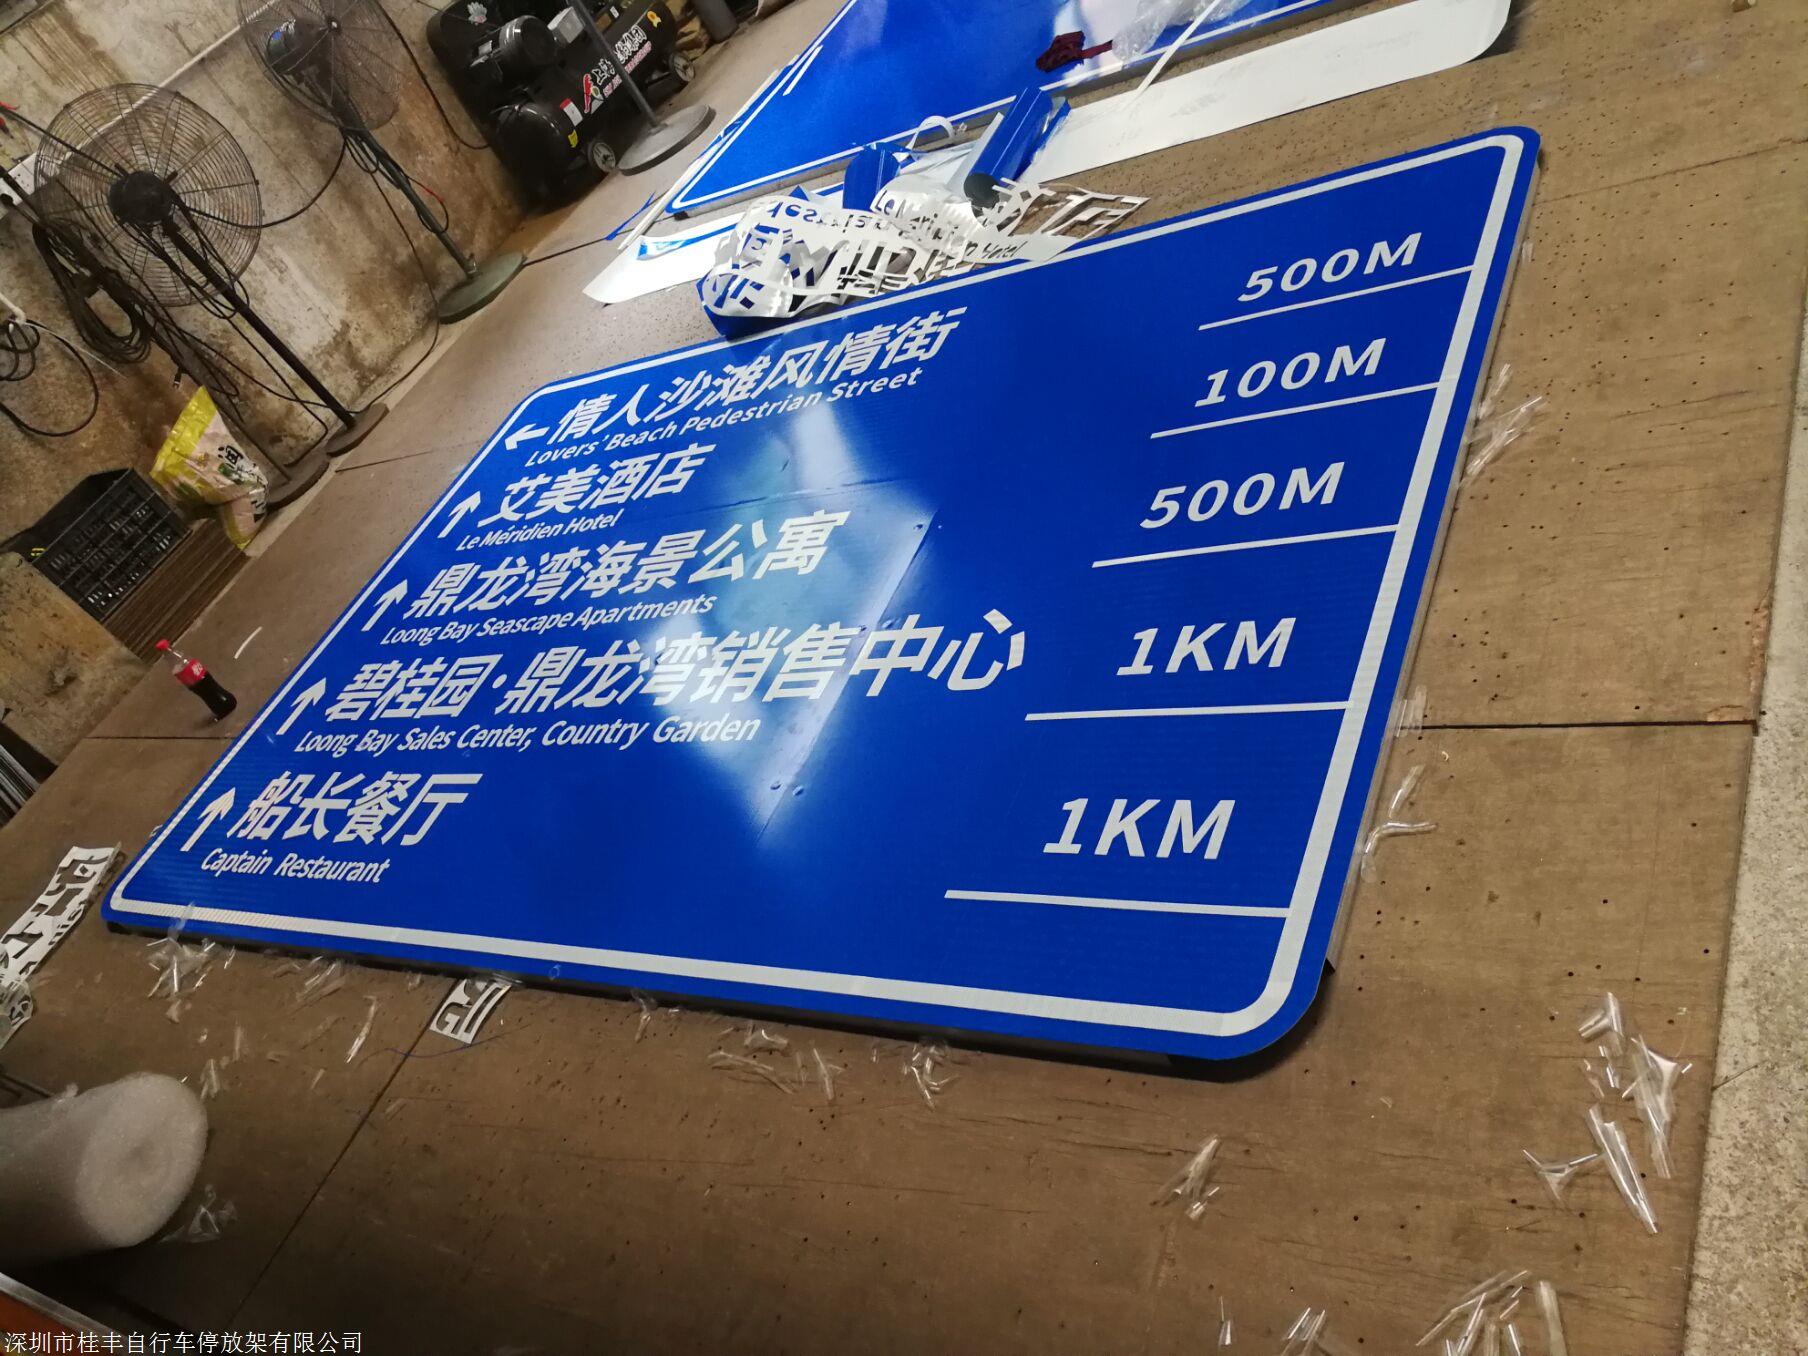 ← 情人沙滩风情街 500M
Lovers' Beach Pedestrian Street
↑ 艾美酒店 100M
Le Méridien Hotel
↑ 鼎龙湾海景公寓 500M
Loong Bay Seascape Apartments
↑ 碧桂园·鼎龙湾销售中心 1KM
Loong Bay Sales Center, Country Garden
↑ 船长餐厅 1KM
Captain Restaurant
深圳市桂丰自行车停放架有限公司